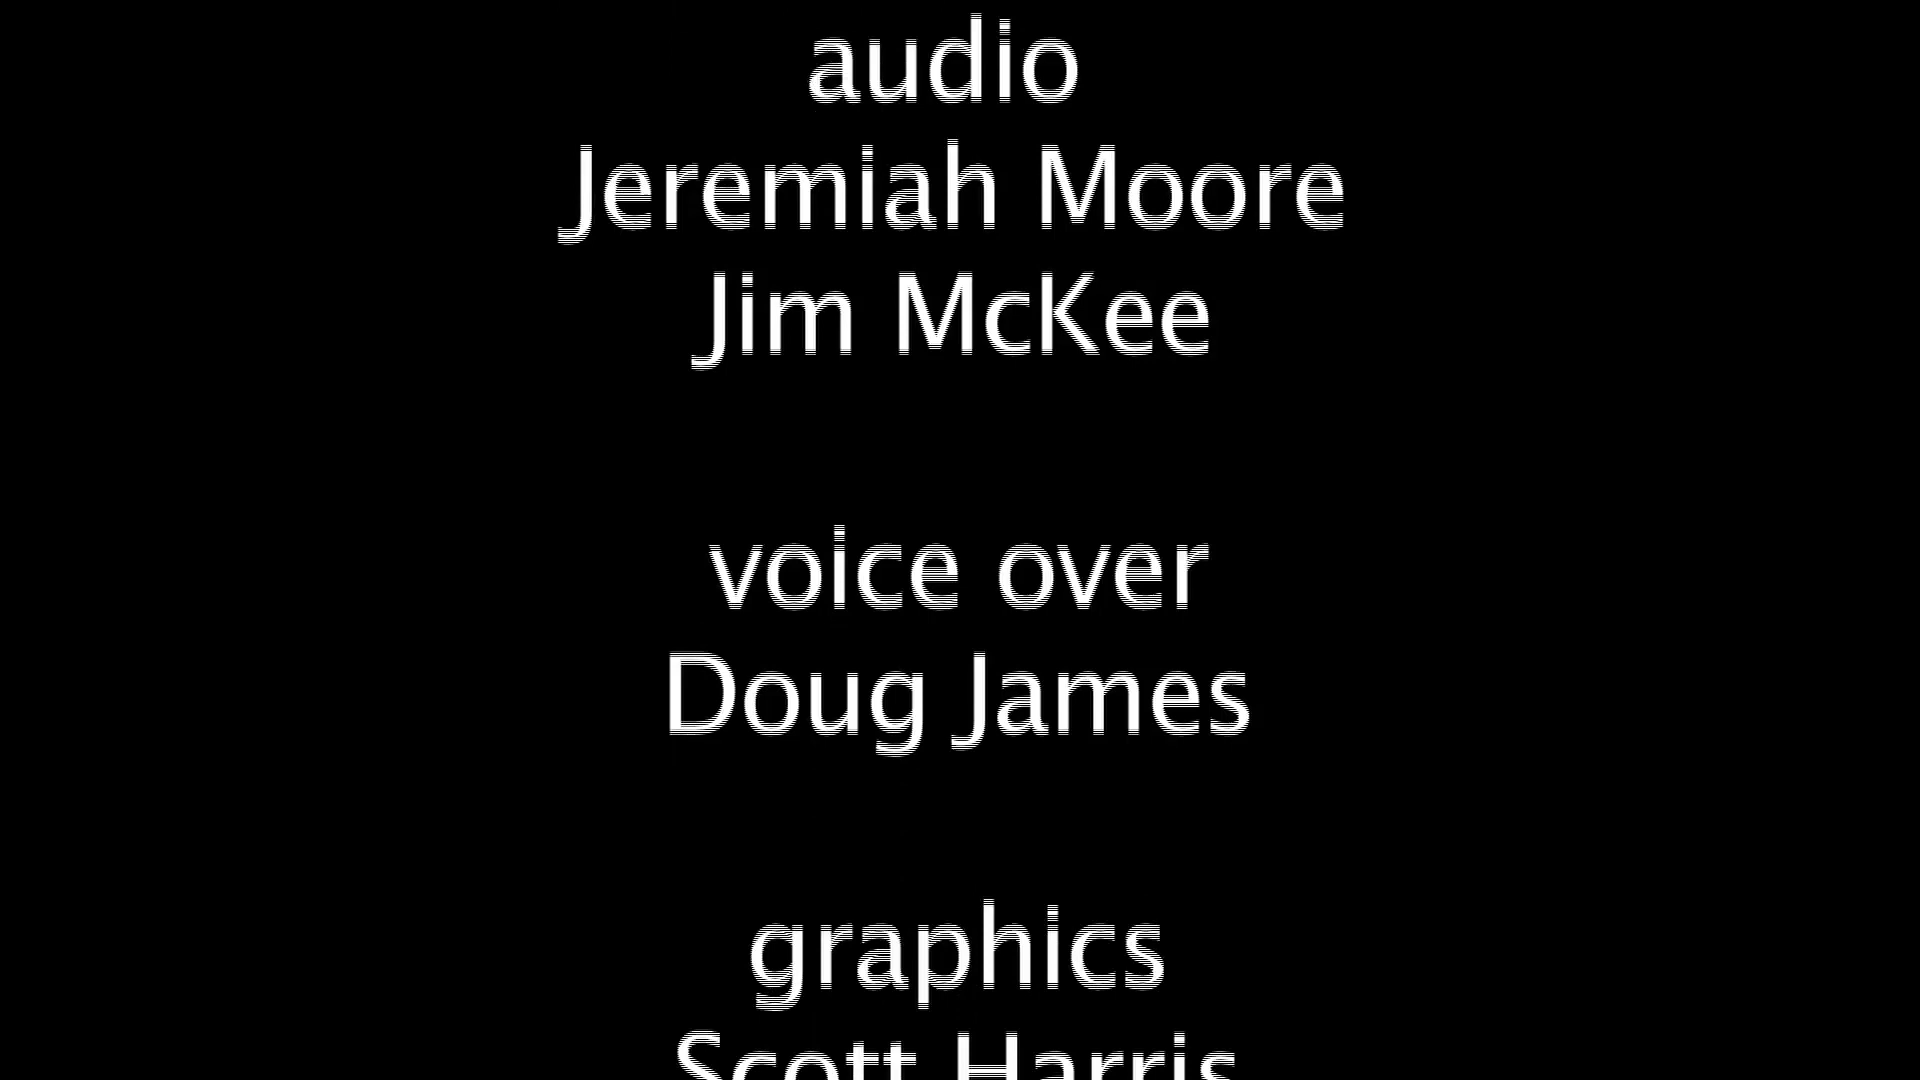 audio
Jeremiah Moore
Jim McKee
voice over
Doug James
graphics
Scott Harris